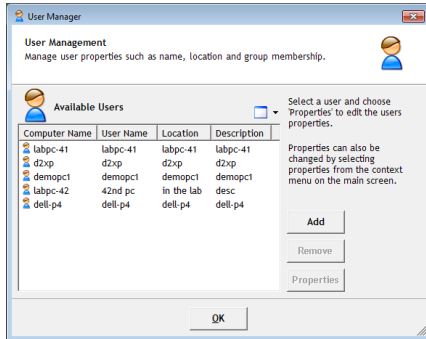 User Manager
User Management
Manage user properties such as name, location and group membership.
Available Users
Computer Name User Name Location Description
labpc-41 labpc-41 labpc-41 labpc-41
d2xp d2xp d2xp d2xp
demopc1 demopc1 demopc1 demopc1
labpc-42 42nd pc in the lab desc
dell-p4 dell-p4 dell-p4 dell-p4
Select a user and choose
'Properties' to edit the users
properties.
Properties can also be
changed by selecting
properties from the context
menu on the main screen.
Add
Remove
Properties
OK